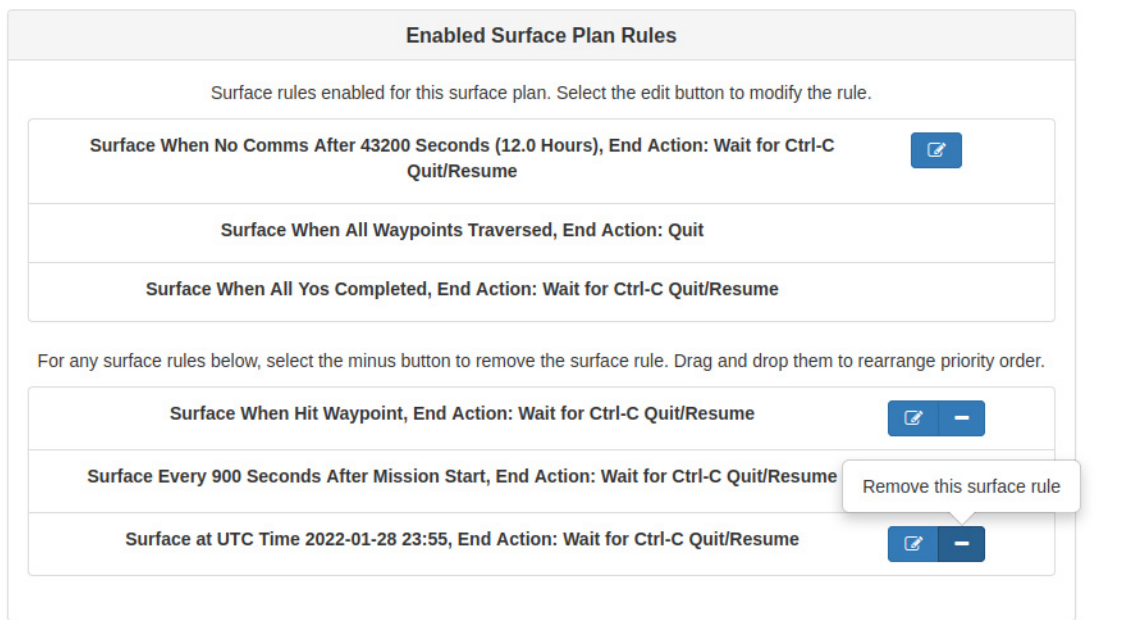 Enabled Surface Plan Rules
Surface rules enabled for this surface plan. Select the edit button to modify the rule.
Surface When No Comms After 43200 Seconds (12.0 Hours), End Action: Wait for Ctrl-C
Quit/Resume
Surface When All Waypoints Traversed, End Action: Quit
Surface When All Yos Completed, End Action: Wait for Ctrl-C Quit/Resume
For any surface rules below, select the minus button to remove the surface rule. Drag and drop them to rearrange priority order.
Surface When Hit Waypoint, End Action: Wait for Ctrl-C Quit/Resume
Surface Every 900 Seconds After Mission Start, End Action: Wait for Ctrl-C Quit/Resume
Remove this surface rule
Surface at UTC Time 2022-01-28 23:55, End Action: Wait for Ctrl-C Quit/Resume